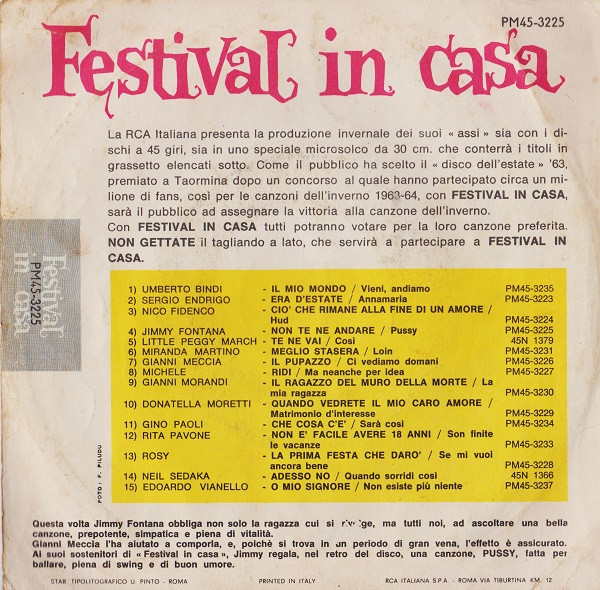 PM45-3225
Festival in casa
La RCA Italiana presenta la produzione invernale dei suoi « assi » sia con i di-
schi a 45 giri, sia in uno speciale microsolco da 30 cm. che conterrà i titoli in
grassetto elencati sotto. Come il pubblico ha scelto il « disco dell'estate » '63,
premiato a Taormina dopo un concorso al quale hanno partecipato circa un mi-
lione di fans, così per le canzoni dell'inverno 1963-64, con FESTIVAL IN CASA,
sarà il pubblico ad assegnare la vittoria alla canzone dell'inverno.
Con FESTIVAL IN CASA tutti potranno votare per la loro canzone preferita.
NON GETTATE il tagliando a lato, che servirà a partecipare a FESTIVAL IN
CASA.
Festival in casa
PM45-3225
1) UMBERTO BINDI - IL MIO MONDO / Vieni, andiamo PM45-3235
2) SERGIO ENDRIGO - ERA D'ESTATE / Annamaria PM45-3223
3) NICO FIDENCO - CIO' CHE RIMANE ALLA FINE DI UN AMORE /
Hud PM45-3224
4) JIMMY FONTANA - NON TE NE ANDARE / Pussy PM45-3225
5) LITTLE PEGGY MARCH - TE NE VAI / Così 45N 1379
6) MIRANDA MARTINO - MEGLIO STASERA / Loin PM45-3231
7) GIANNI MECCIA - IL PUPAZZO / Ci vediamo domani PM45-3226
8) MICHELE - RIDI / Ma neanche per idea PM45-3227
9) GIANNI MORANDI - IL RAGAZZO DEL MURO DELLA MORTE / La
mia ragazza PM45-3230
10) DONATELLA MORETTI - QUANDO VEDRETE IL MIO CARO AMORE /
Matrimonio d'interesse PM45-3229
11) GINO PAOLI - CHE COSA C'E' / Sarà così PM45-3234
12) RITA PAVONE - NON E' FACILE AVERE 18 ANNI / Son finite
le vacanze PM45-3233
13) ROSY - LA PRIMA FESTA CHE DARO' / Se mi vuoi
ancora bene PM45-3228
14) NEIL SEDAKA - ADESSO NO / Quando sorridi così 45N 1366
15) EDOARDO VIANELLO - O MIO SIGNORE / Non esiste più niente PM45-3237
FOTO: P. PILUDU
Questa volta Jimmy Fontana obbliga non solo la ragazza cui si ge, ma tutti noi, ad ascoltare una bella
canzone, prepotente, simpatica e piena di vitalità.
Gianni Meccia l'ha aiutato a comporla, e, poichè si trova in un periodo di gran vena, l'effetto è assicurato.
Ai suoi sostenitori di « Festival in casa », Jimmy regala, nel retro del disco, una canzone, PUSSY, fatta per
ballare, piena di swing e di buon umore.
STAB TIPOLITOGRAFICO U. PINTO - ROMA PRINTED IN ITALY RCA ITALIANA S.P.A - ROMA VIA TIBURTINA KM. 12